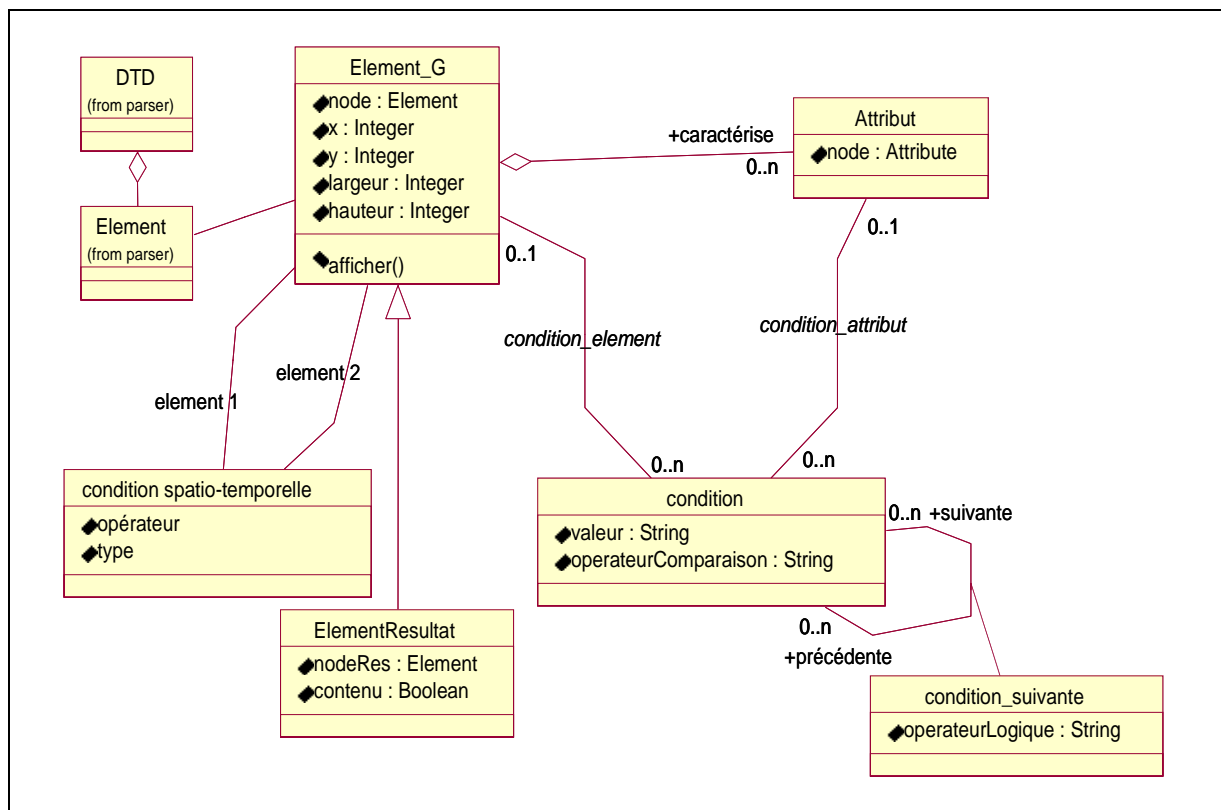 DTD
(from parser)
Element
(from parser)
Element_G
node : Element
x : Integer
y : Integer
largeur : Integer
hauteur : Integer
afficher()
+caractérise
0..n
Attribut
node : Attribute
0..1
0..1
condition_element
condition_attribut
element 1
element 2
0..n
0..n
condition spatio-temporelle
opérateur
type
condition
valeur : String
operateurComparaison : String
0..n
+suivante
0..n
+précédente
ElementResultat
nodeRes : Element
contenu : Boolean
condition_suivante
operateurLogique : String